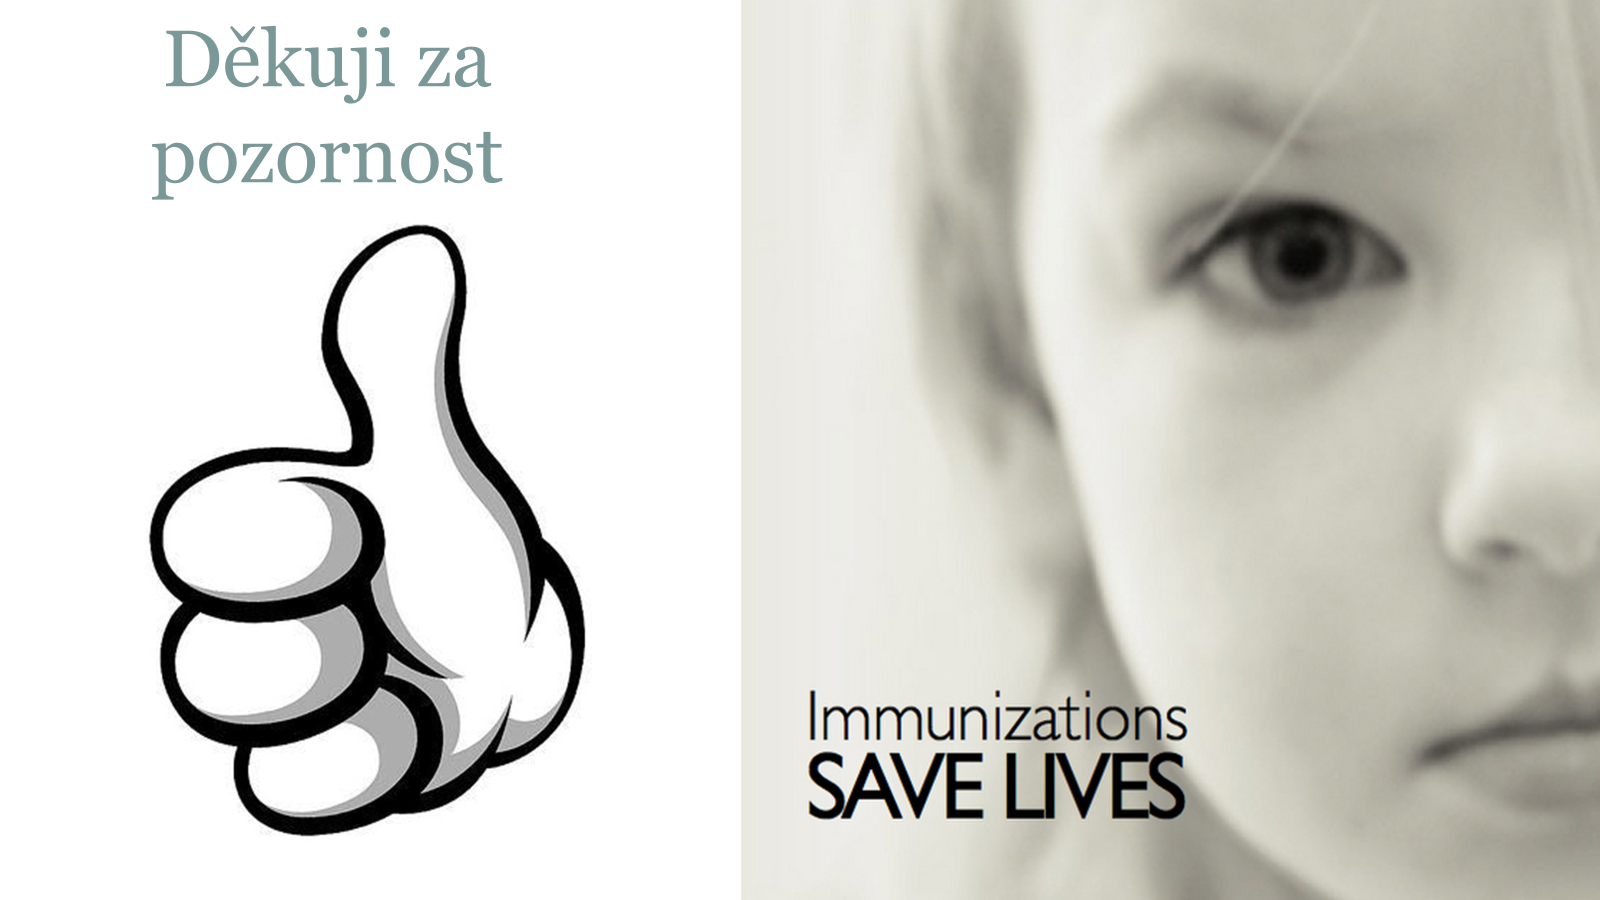 Děkuji za
pozornost
Immunizations
SAVE LIVES